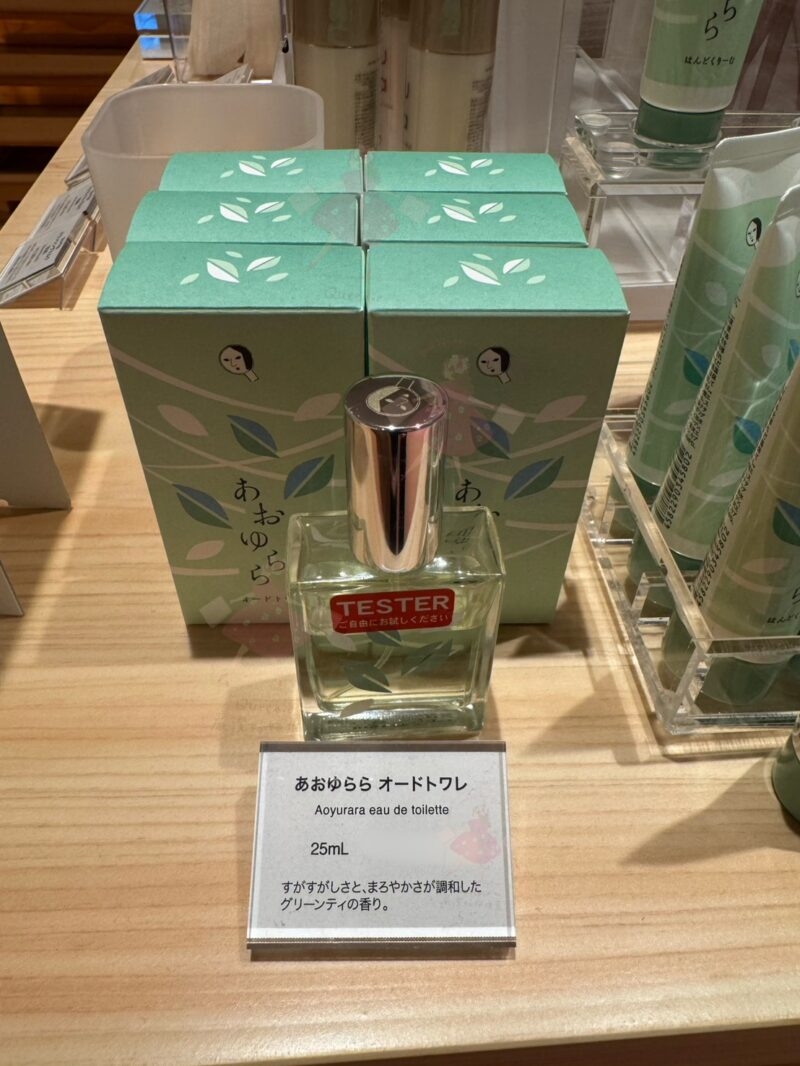 らら
はんどくりーむ
あおゆらら
あ
TESTER
ご自由にお試しください
あおゆらら オードトワレ
Aoyurara eau de toilette
25mL
すがすがしさと、まろやかさが調和した
グリーンティの香り。